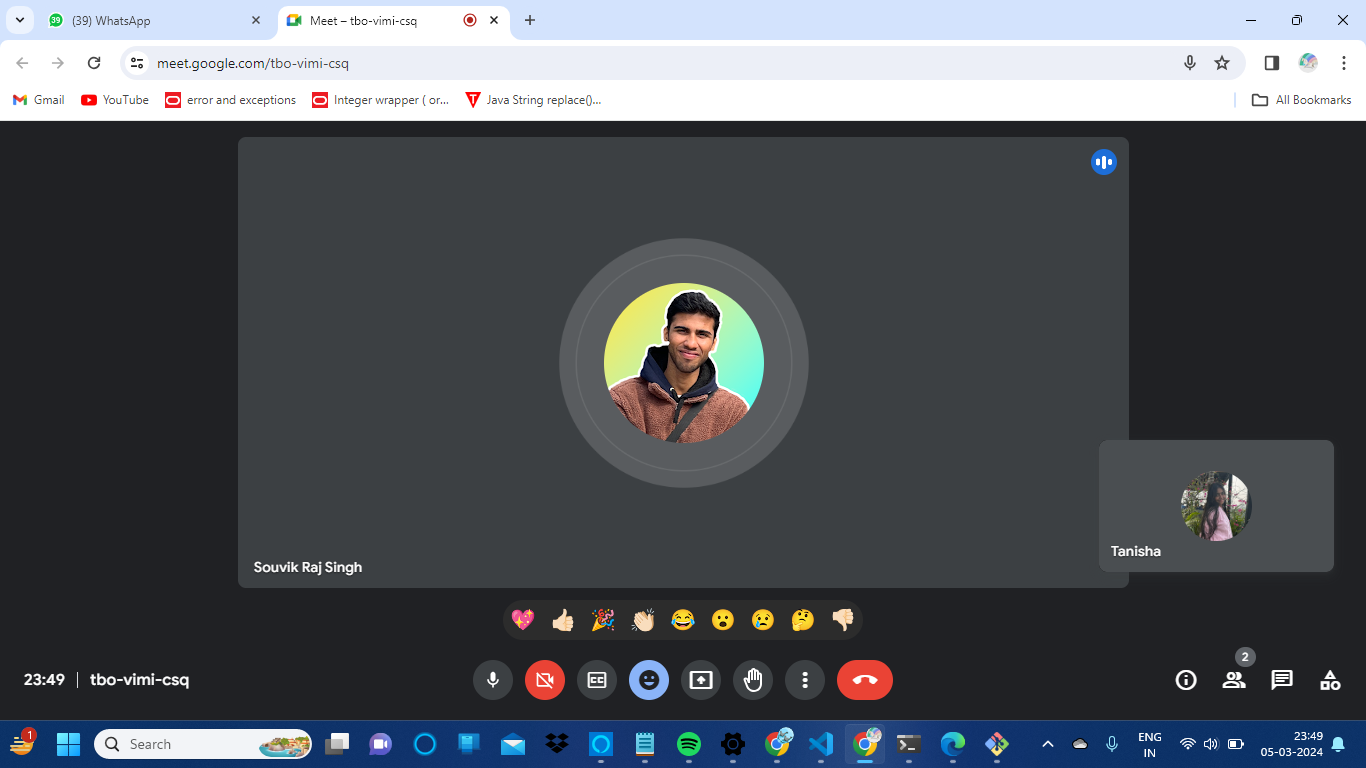 39
(39) WhatsApp
Meet – tbo-vimi-csq
meet.google.com/tbo-vimi-csq
Gmail
YouTube
error and exceptions
Integer wrapper ( or...
Java String replace()...
All Bookmarks
Souvik Raj Singh
Tanisha
23:49
tbo-vimi-csq
CC
2
1
Search
ENG
IN
23:49
05-03-2024